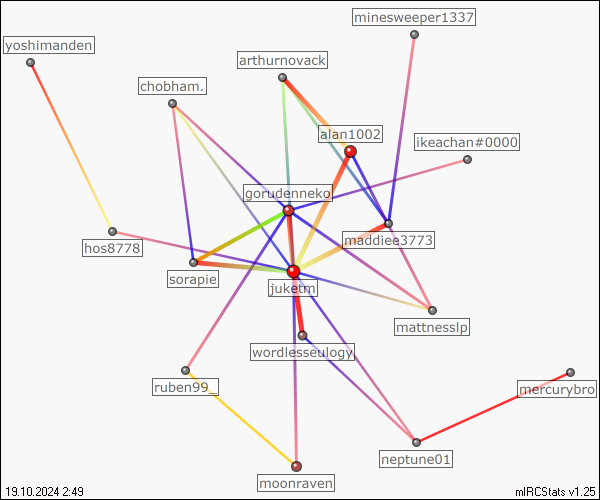 minesweeper1337
yoshimanden
arthurnovack
chobham.
alan1002
ikeachan#0000
gorudenneko
maddiee3773
hos8778
sorapie
juketm
mattnesslp
wordlesseulogy
ruben99_
mercurybro
neptune01
moonraven
19.10.2024 2:49
mIRCStats v1.25